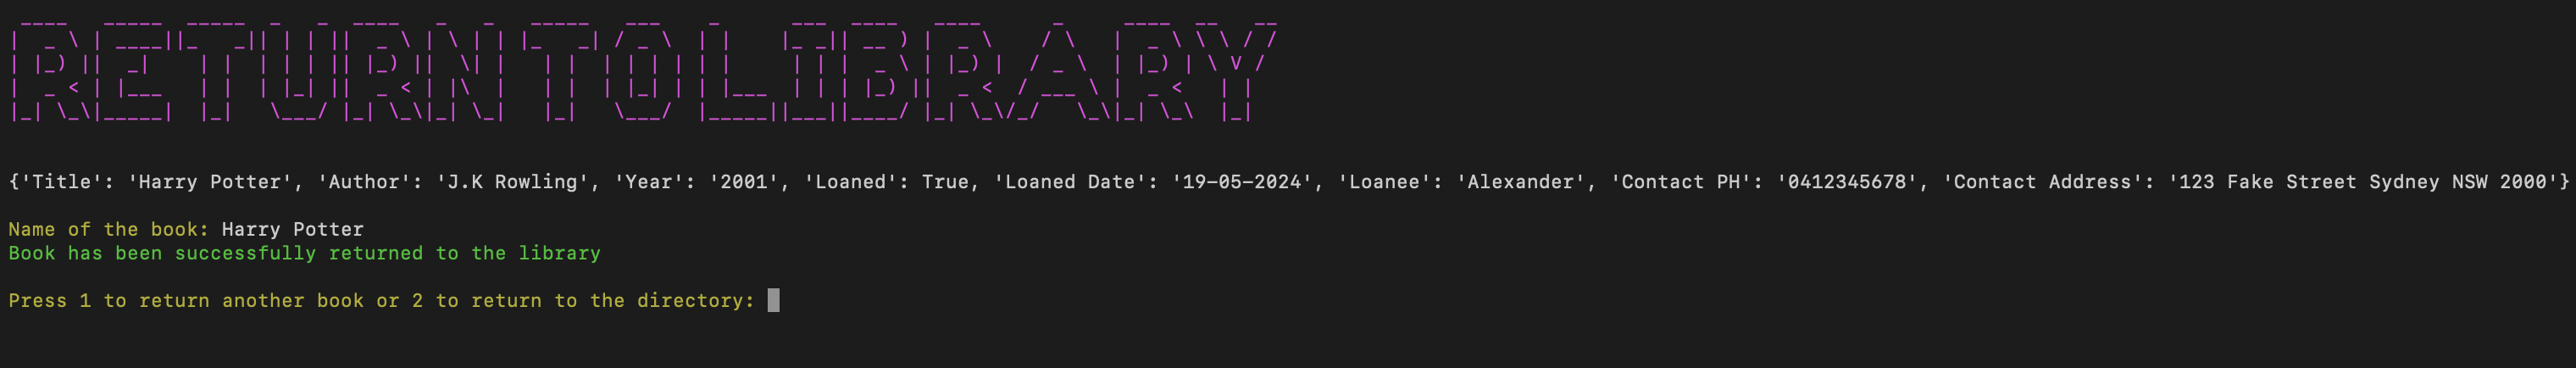 RETURN TO LIBRARY
{'Title': 'Harry Potter', 'Author': 'J.K Rowling', 'Year': '2001', 'Loaned': True, 'Loaned Date': '19-05-2024', 'Loanee': 'Alexander', 'Contact PH': '0412345678', 'Contact Address': '123 Fake Street Sydney NSW 2000'}
Name of the book: Harry Potter
Book has been successfully returned to the library
Press 1 to return another book or 2 to return to the directory: